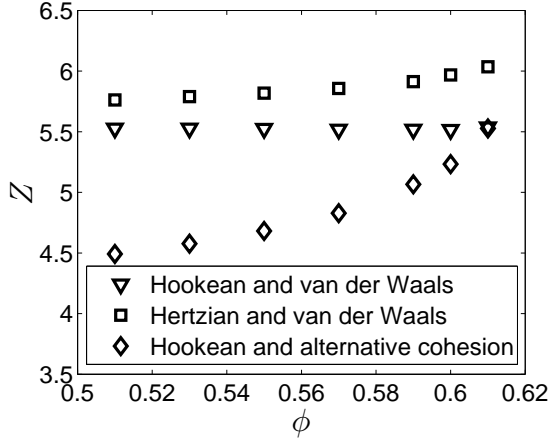 6.5
6
5.5
5
4.5
4
3.5
Z
Hookean and van der Waals
Hertzian and van der Waals
Hookean and alternative cohesion
0.5 0.52 0.54 0.56 0.58 0.6 0.62
ϕ